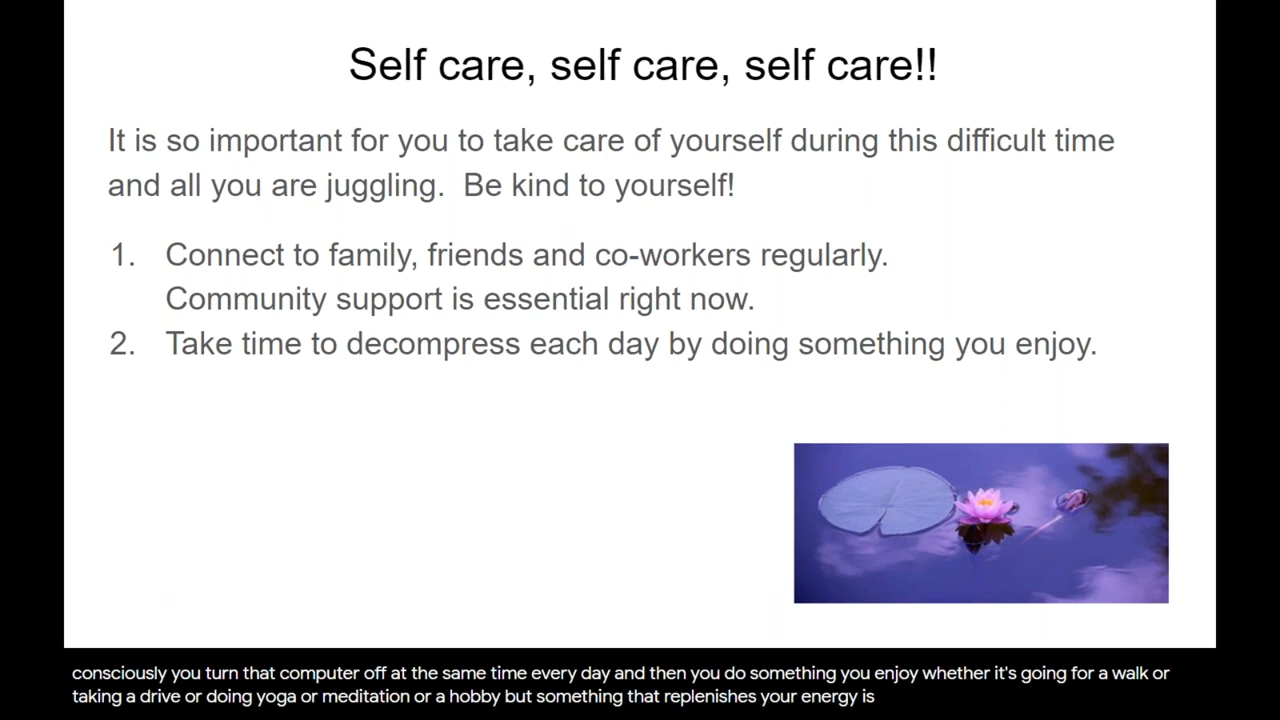 Self care, self care, self care!!
It is so important for you to take care of yourself during this difficult time
and all you are juggling.  Be kind to yourself!
1. Connect to family, friends and co-workers regularly.
Community support is essential right now.
2. Take time to decompress each day by doing something you enjoy.
consciously you turn that computer off at the same time every day and then you do something you enjoy whether it's going for a walk or
taking a drive or doing yoga or meditation or a hobby but something that replenishes your energy is